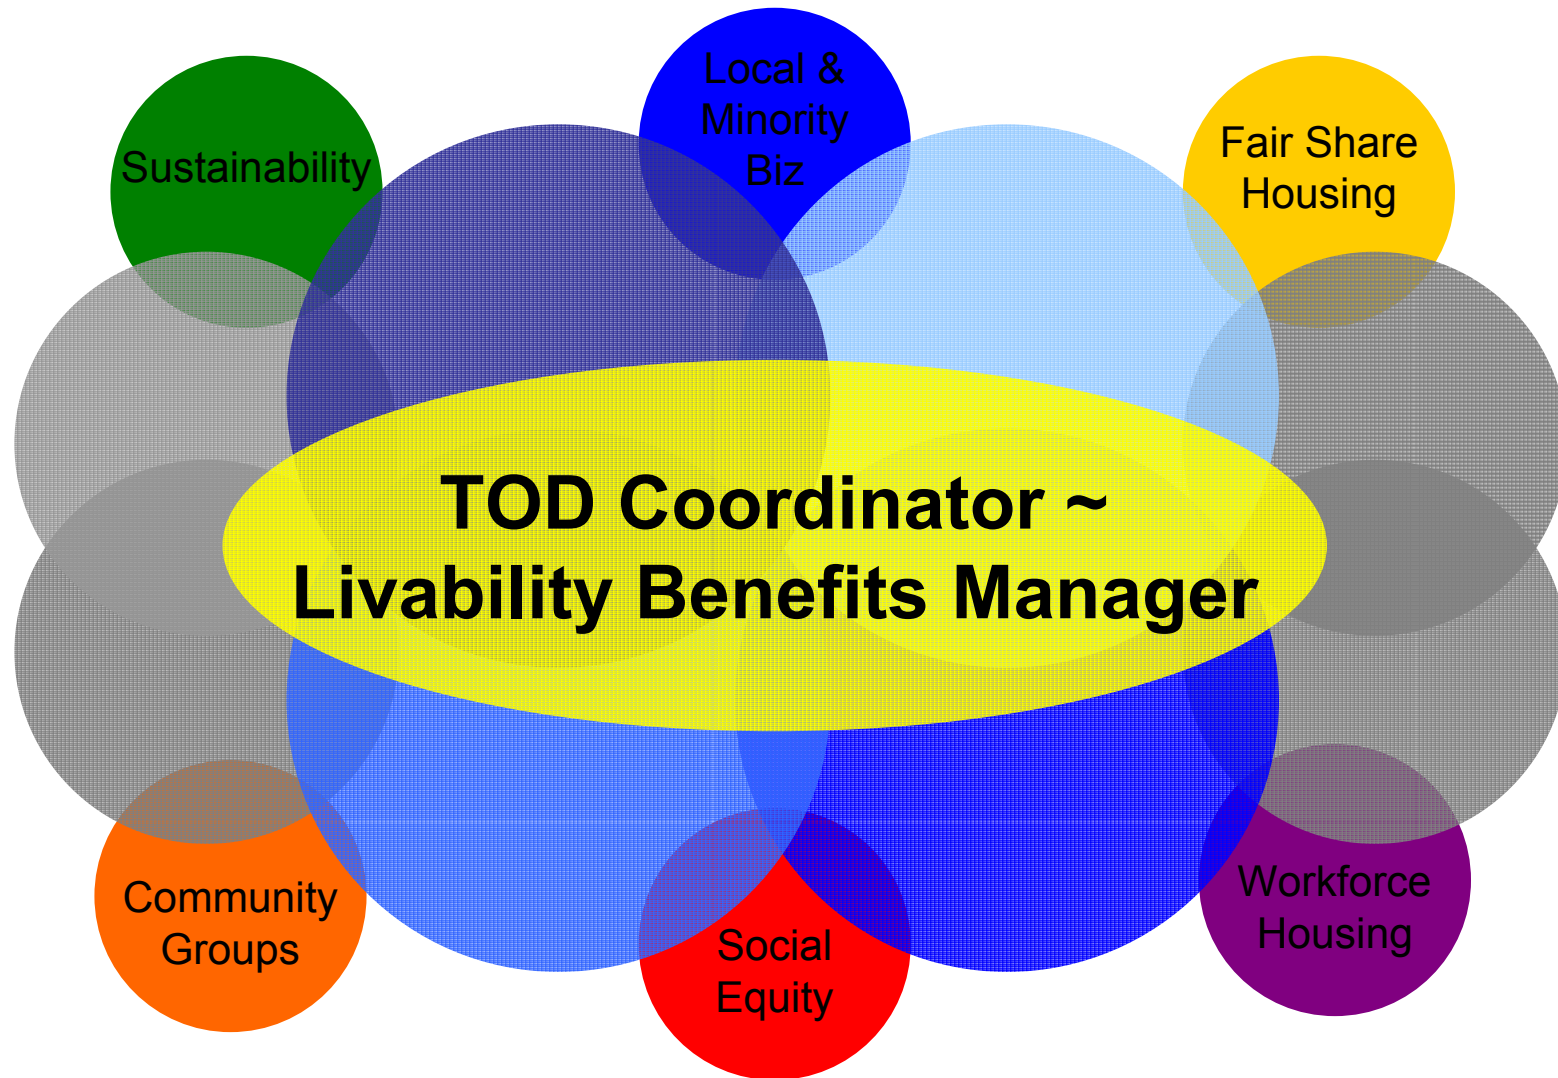 Local &
Minority
Biz
Sustainability
Fair Share
Housing
TOD Coordinator ~
Livability Benefits Manager
Community
Groups
Social
Equity
Workforce
Housing